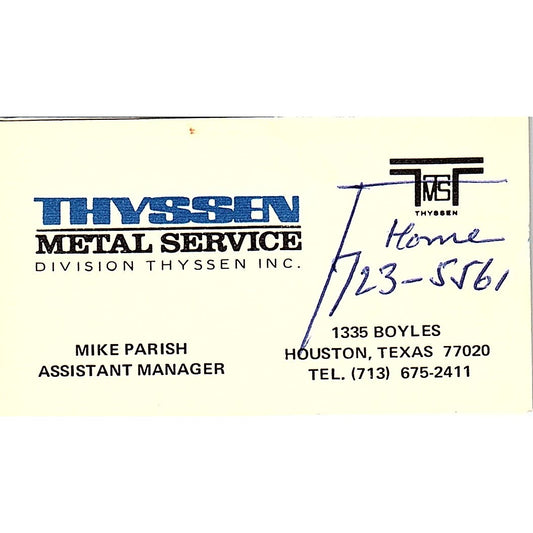 THYSSEN
METAL SERVICE
DIVISION THYSSEN INC.
TMST
THYSSEN
Home
723-5561
MIKE PARISH
ASSISTANT MANAGER
1335 BOYLES
HOUSTON, TEXAS 77020
TEL. (713) 675-2411